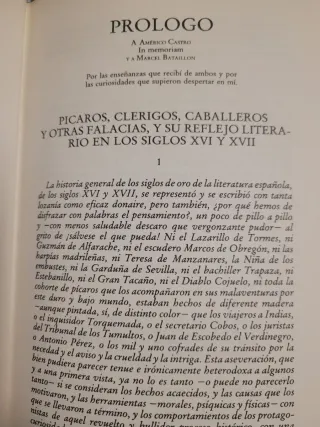 PROLOGO
A AMÉRICO CASTRO
In memoriam
Y A MARCEL BATAILLON
Por las enseñanzas que recibí de ambos y por
las curiosidades que supieron despertar en mí.
PICAROS, CLERIGOS, CABALLEROS
Y OTRAS FALACIAS, Y SU REFLEJO LITERA-
RIO EN LOS SIGLOS XVI Y XVII
I
La historia general de los siglos de oro de la literatura española,
de los siglos XVI y XVII, se representó y se escribió con tanta
lozanía como eficaz donaire, pero también, ¿por qué hemos de
disfrazar con palabras el pensamiento?, un poco de pillo a pillo
y —con menos saludable descaro que vergonzante pudor— al
grito de ¡sálvese el que pueda! Ni el Lazarillo de Tormes, ni
Guzmán de Alfarache, ni el escudero Marcos de Obregón, ni las
harpías madrileñas, ni Teresa de Manzanares, la Niña de los
embustes, ni la Garduña de Sevilla, ni el bachiller Trapaza, ni
Estebanillo, ni el Gran Tacaño, ni el Diablo Cojuelo, ni toda la
cohorte de pícaros que los acompañaron en sus malaventuras por
este duro y bajo mundo, estaban hechos de diferente madera
—aunque pintada, sí, de distinto color— que los viajeros a Indias,
o el inquisidor Torquemada, o el secretario Cobos, o los juristas
del Tribunal de los Tumultos, o Juan de Escobedo el Verdinegro,
o Antonio Pérez, o los mil y uno cofrades de su tránsito por la
necedad y el aviso y la crueldad y la intriga. Esta aseveración, que
bien pudiera parecer tenue e irónicamente heterodoxa a algunos
y a una primera vista, ya no lo es tanto —o puede no parecerlo
tanto— si se consideran los hechos acaecidos, y las causas que los
motivaron, y las herramientas —morales, psíquicas y físicas— con
que se llevaron a término, y los comportamientos de los protago-
nistas de aquel revuelto y bullidor proceso histórico, con una